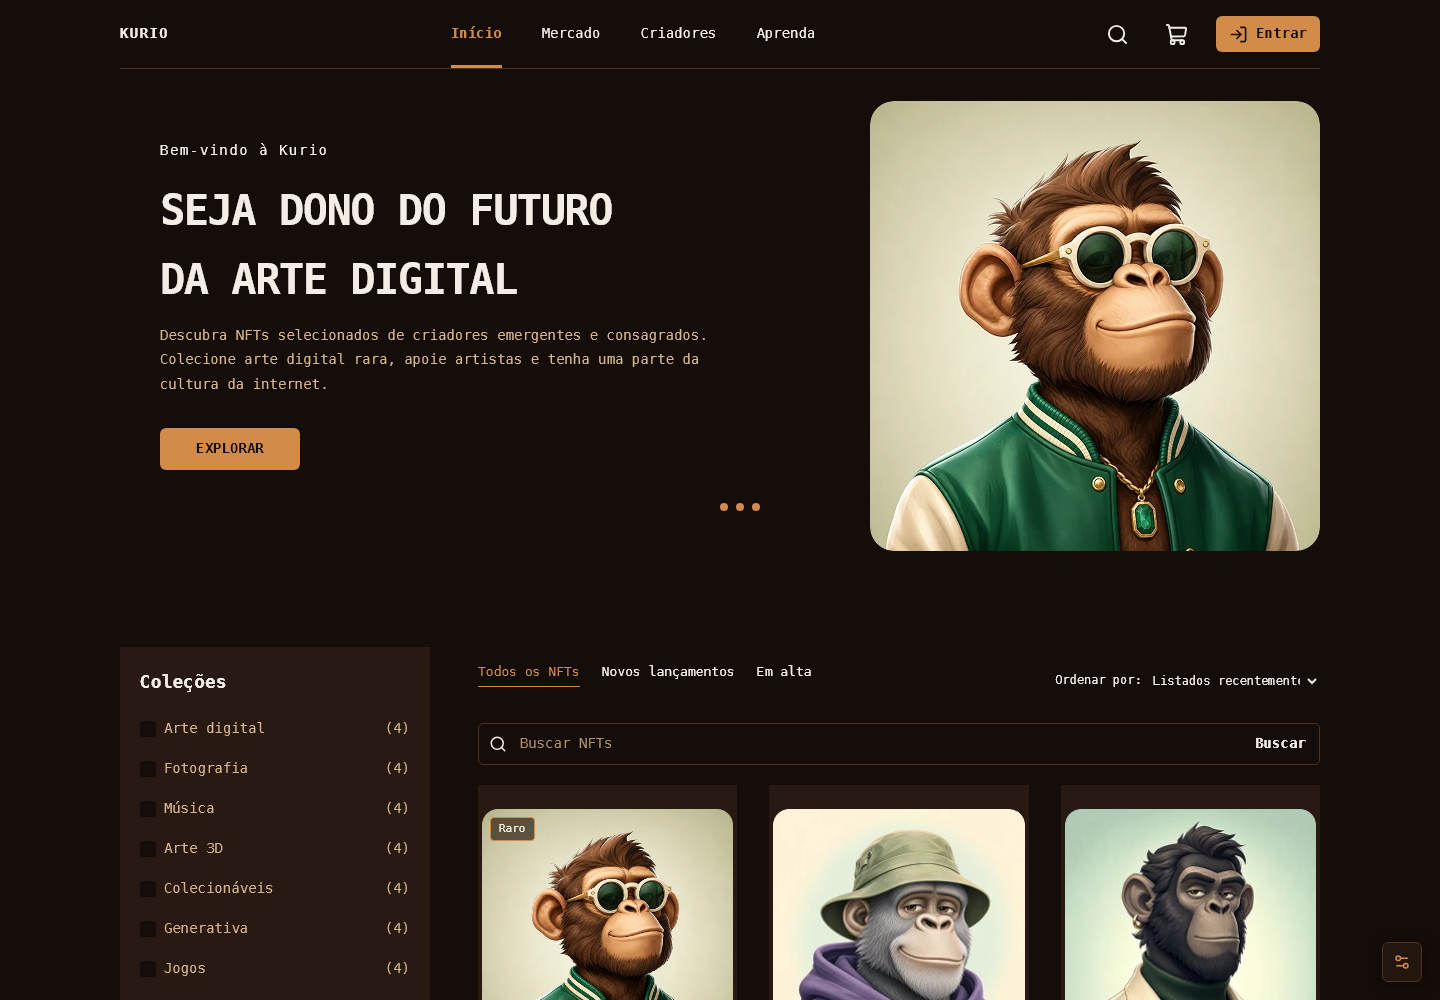 KURIO
Início
Mercado
Criadores
Aprenda
Entrar
Bem-vindo à Kurio
SEJA DONO DO FUTURO
DA ARTE DIGITAL
Descubra NFTs selecionados de criadores emergentes e consagrados.
Colecione arte digital rara, apoie artistas e tenha uma parte da
cultura da internet.
EXPLORAR
Coleções
Arte digital (4)
Fotografia (4)
Música (4)
Arte 3D (4)
Colecionáveis (4)
Generativa (4)
Jogos (4)
Todos os NFTs
Novos lançamentos
Em alta
Ordenar por: Listados recentemente
Buscar NFTs
Buscar
Raro